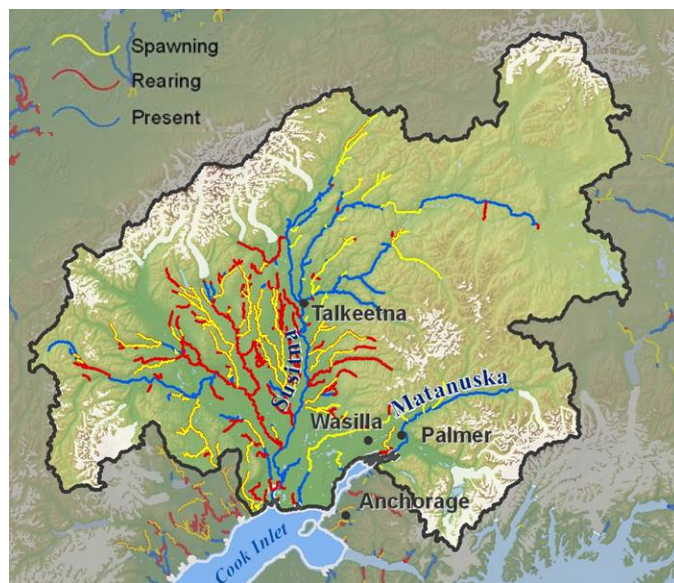 Spawning
Rearing
Present
Talkeetna
Susitna
Matanuska
Wasilla
Palmer
Anchorage
Cook Inlet